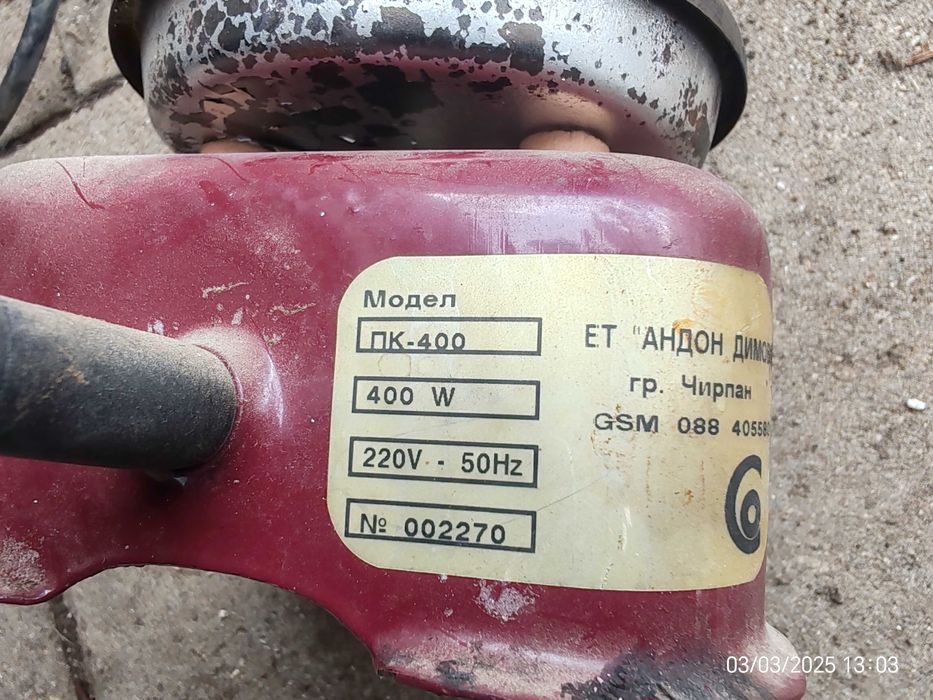 Модел
ПК-400
400 W
220V - 50Hz
№ 002270
ЕТ "АНДОН
гр. Чирпан
GSM 088
03/03/2025 13:03